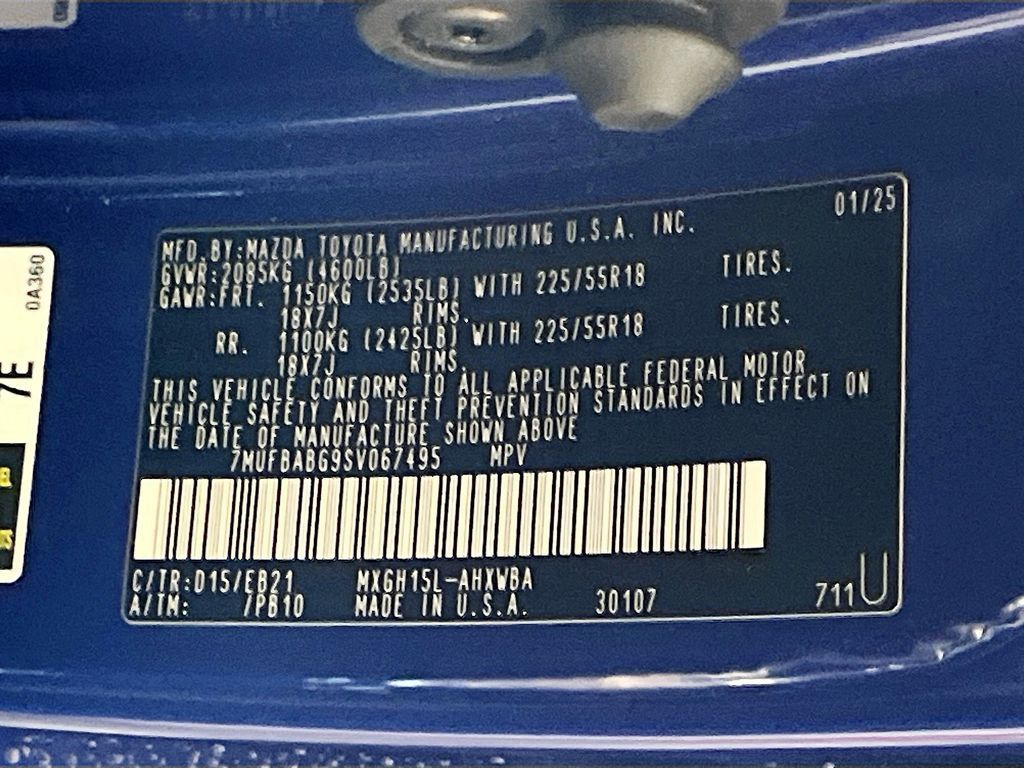 01/25
MFD.BY:MAZDA TOYOTA MANUFACTURING U.S.A. INC.
GVWR:2085KG (4600LB)
GAWR:FRT. 1150KG (2535LB) WITH 225/55R18 TIRES.
18X7J RIMS.
RR. 1100KG (2425LB) WITH 225/55R18 TIRES.
18X7J RIMS.
THIS VEHICLE CONFORMS TO ALL APPLICABLE FEDERAL MOTOR
VEHICLE SAFETY AND THEFT PREVENTION STANDARDS IN EFFECT ON
THE DATE OF MANUFACTURE SHOWN ABOVE
7MUFBABG9SV067495 MPV
C/TR:D15/EB21 MXGH15L-AHXWBA
A/TM: /PB10 MADE IN U.S.A. 30107 711U
0A360
7E